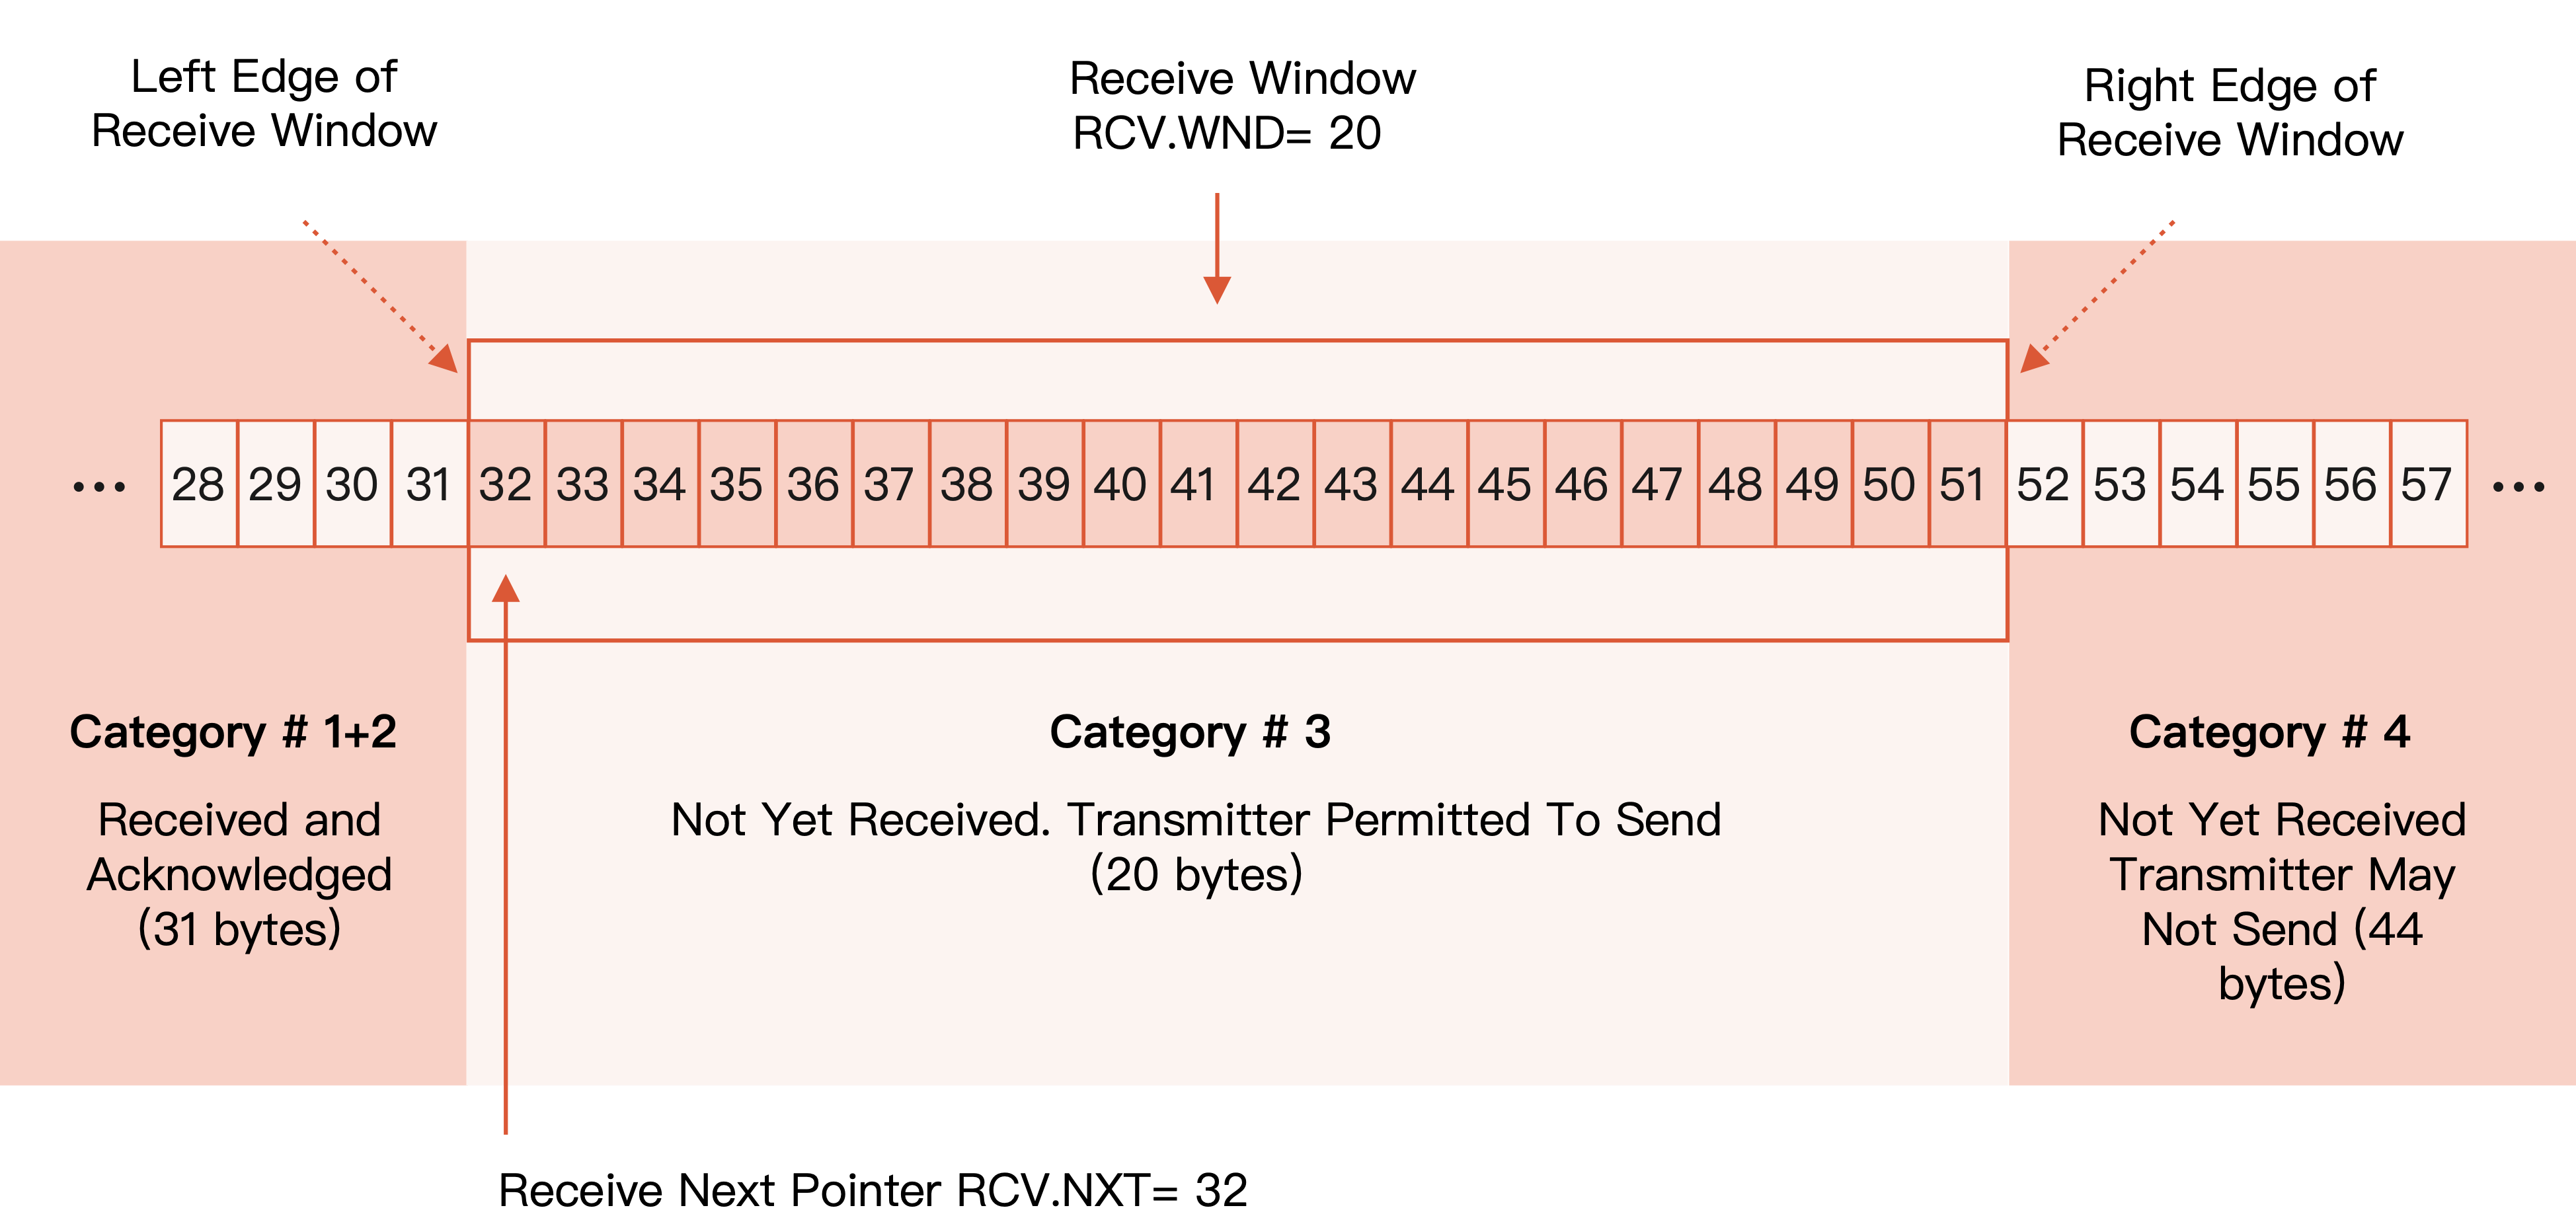 Left Edge of
Receive Window
Receive Window
RCV.WND= 20
Right Edge of
Receive Window
... 28 29 30 31 32 33 34 35 36 37 38 39 40 41 42 43 44 45 46 47 48 49 50 51 52 53 54 55 56 57 ...
Category # 1+2
Received and
Acknowledged
(31 bytes)
Category # 3
Not Yet Received. Transmitter Permitted To Send
(20 bytes)
Category # 4
Not Yet Received
Transmitter May
Not Send (44
bytes)
Receive Next Pointer RCV.NXT= 32